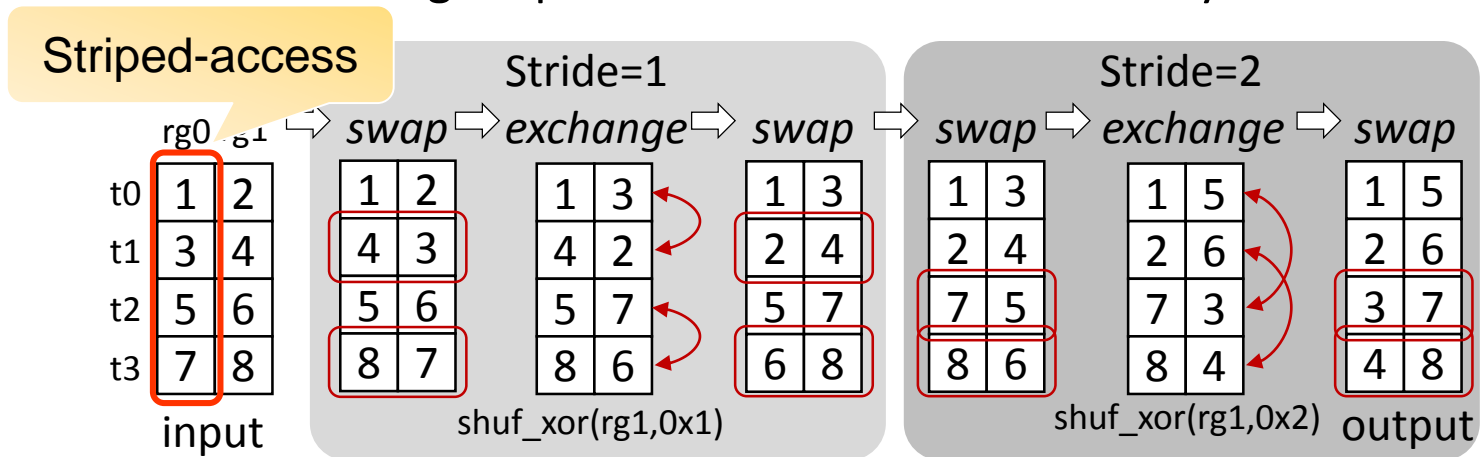 Striped-access
Stride=1
Stride=2
rg0 rg1
swap exchange swap
swap exchange swap
t0 1 2 1 2 1 3 1 3 1 3 1 5 1 5
t1 3 4 4 3 4 2 2 4 2 4 2 6 2 6
t2 5 6 5 6 5 7 5 7 7 5 7 3 3 7
t3 7 8 8 7 8 6 6 8 8 6 8 4 4 8
input
shuf_xor(rg1,0x1)
shuf_xor(rg1,0x2)
output